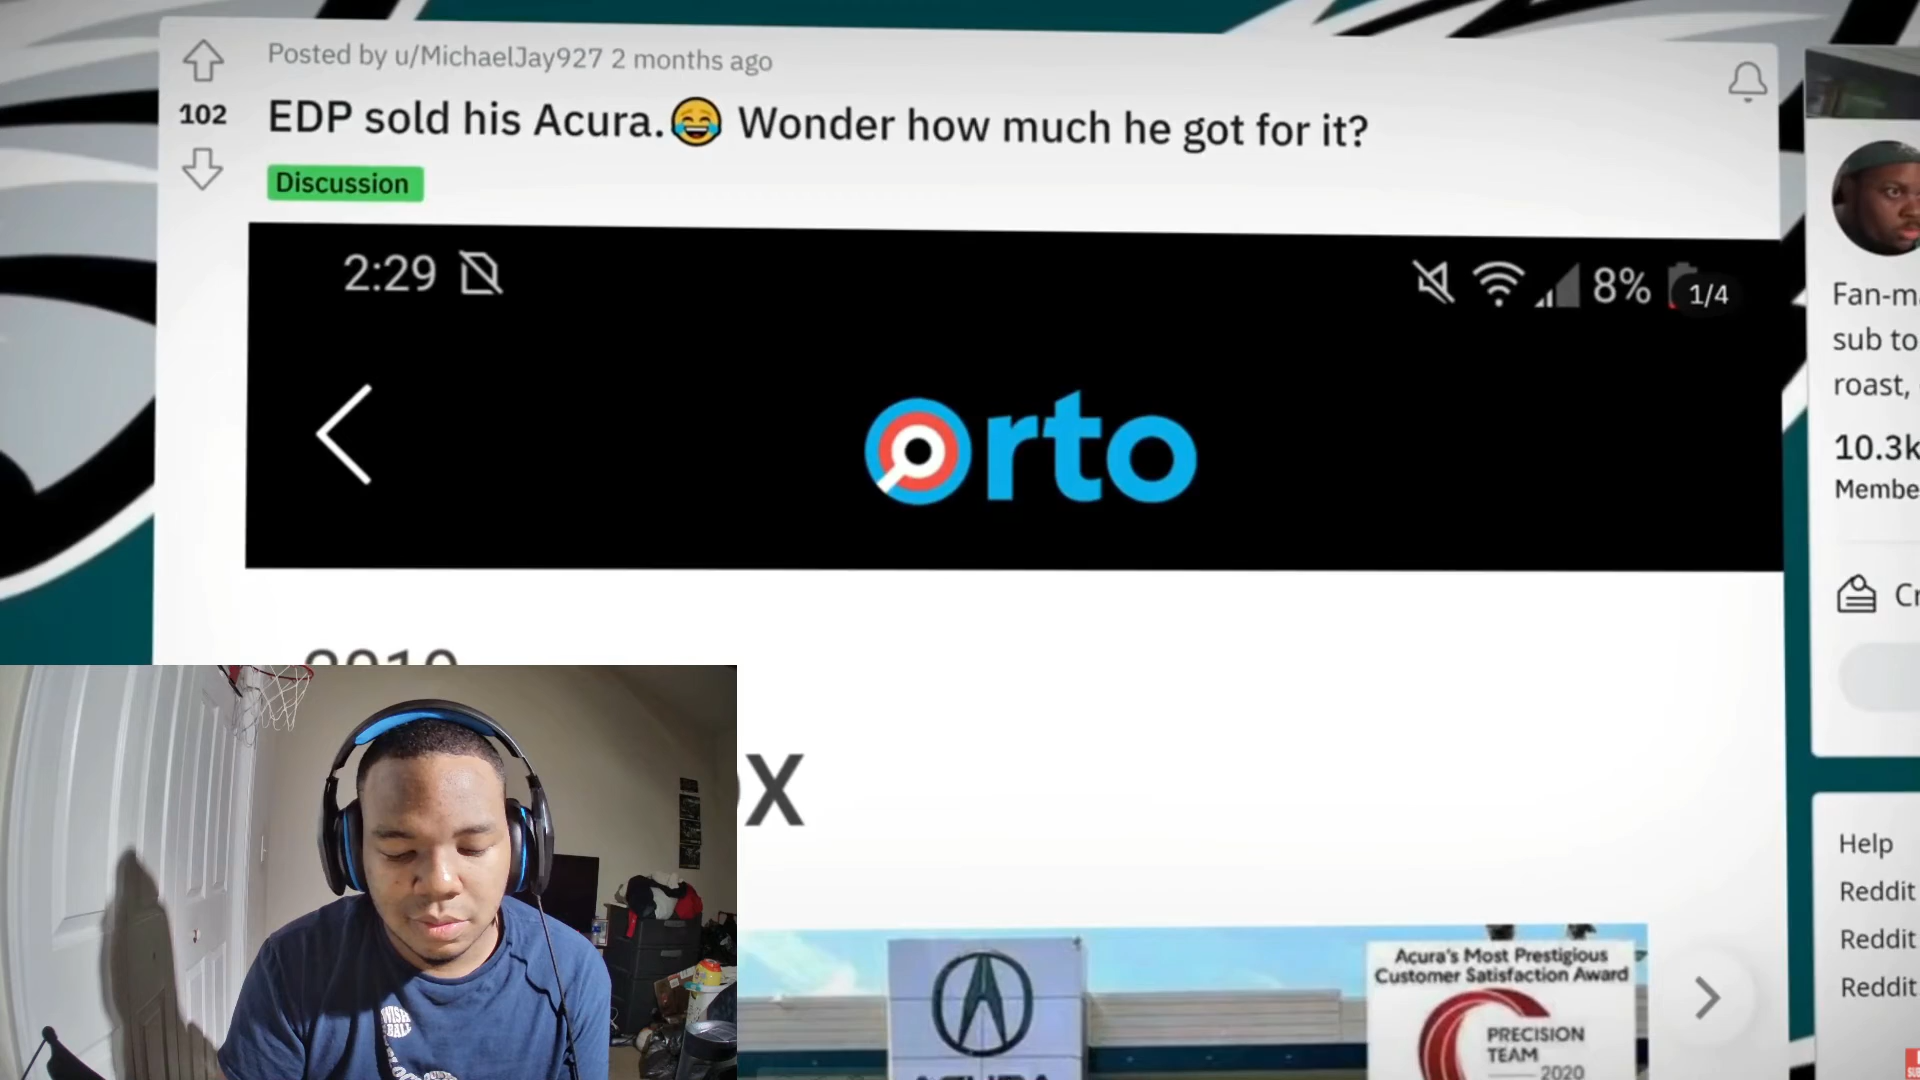 Posted by u/MichaelJay927 2 months ago
102
EDP sold his Acura.😂 Wonder how much he got for it?
Discussion
2:29
8%
1/4
orto
X
Acura's Most Prestigious
Customer Satisfaction Award
PRECISION
TEAM
2020
Fan-ma
sub to
roast,
10.3k
Membe
Cr
Help
Reddit
Reddit
Reddit